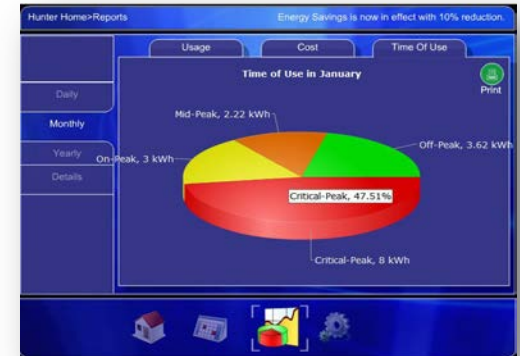 Hunter Home>Reports
Energy Savings is now in effect with 10% reduction.
Usage
Cost
Time Of Use
Time of Use in January
Print
Daily
Monthly
Yearly
Details
Mid-Peak, 2.22 kWh
Off-Peak, 3.62 kWh
On-Peak, 3 kWh
Critical-Peak, 47.51%
Critical-Peak, 8 kWh